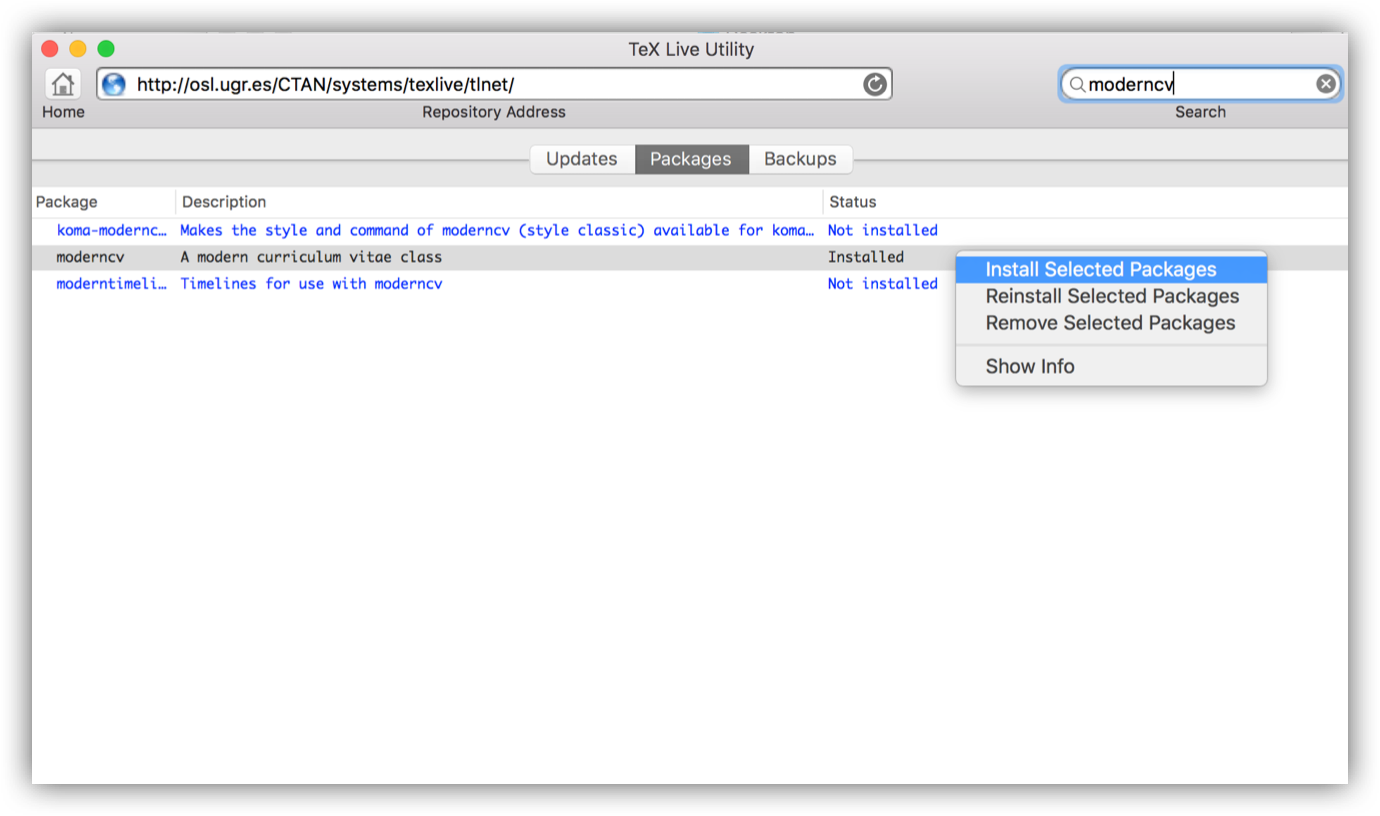 TeX Live Utility
http://osl.ugr.es/CTAN/systems/texlive/tlnet/
moderncv
Home
Repository Address
Search
Updates
Packages
Backups
Package
Description
Status
koma-modernc… Makes the style and command of moderncv (style classic) available for koma… Not installed
moderncv A modern curriculum vitae class Installed
moderntimeli… Timelines for use with moderncv Not installed
Install Selected Packages
Reinstall Selected Packages
Remove Selected Packages
Show Info